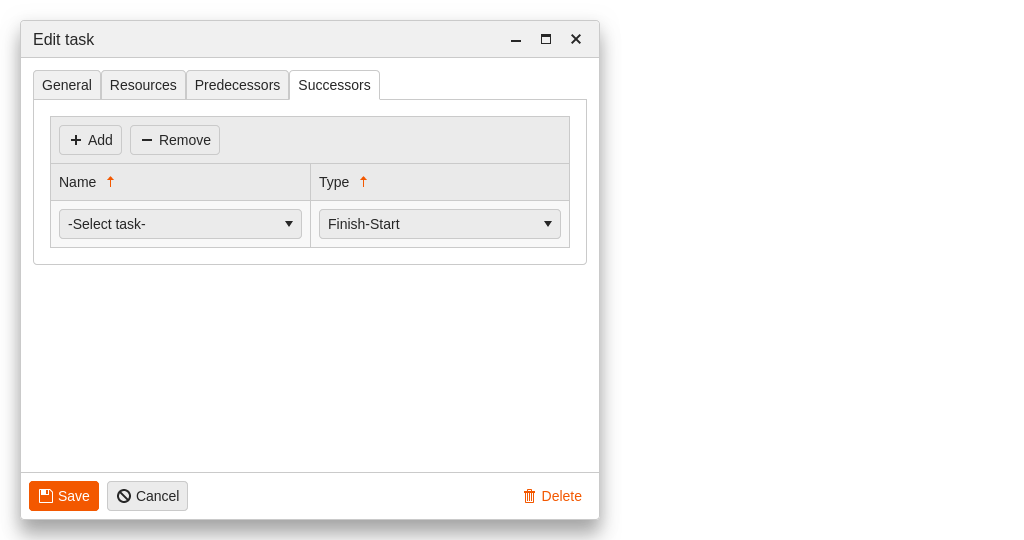 Edit task
General Resources Predecessors Successors
Add Remove
Name Type
-Select task- Finish-Start
Save Cancel Delete